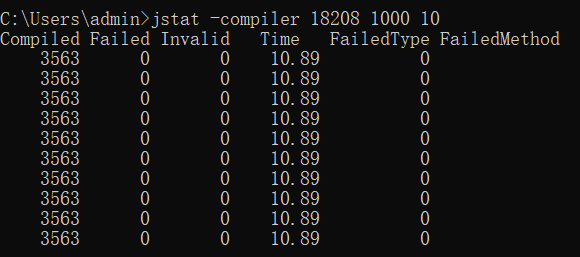 C:\Users\admin>jstat -compiler 18208 1000 10
Compiled Failed Invalid   Time   FailedType FailedMethod
    3563      0       0    10.89          0
    3563      0       0    10.89          0
    3563      0       0    10.89          0
    3563      0       0    10.89          0
    3563      0       0    10.89          0
    3563      0       0    10.89          0
    3563      0       0    10.89          0
    3563      0       0    10.89          0
    3563      0       0    10.89          0
    3563      0       0    10.89          0